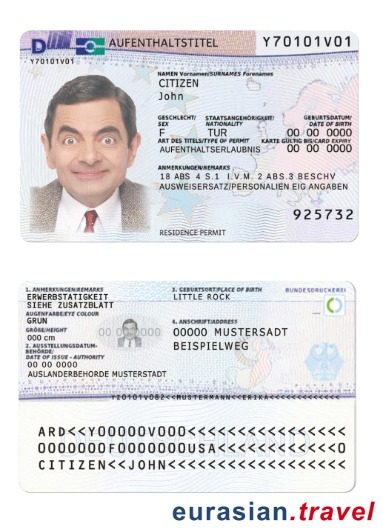 D AUFENTHALTSTITEL Y70101V01
Y70101V01
NAMEN Vornamen/SURNAMES Forenames
CITIZEN
John
GESCHLECHT/ SEX STAATSANGEHÖRIGKEIT/ NATIONALITY GEBURTSDATUM/ DATE OF BIRTH
F TUR 00 00 0000
ART DES TITELS/TYPE OF PERMIT KARTE GÜLTIG BIS/CARD EXPIRY
AUFENTHALTSERLAUBNIS 00 00 0000
ANMERKUNGEN/REMARKS
18 ABS 4 S.1 I.V.M. 2 ABS.3 BESCHV
AUSWEISERSATZ/PERSONALIEN EIG ANGABEN
925732
RESIDENCE PERMIT
1. ANMERKUNGEN/REMARKS
ERWERBSTATIGKEIT
SIEHE ZUSATZBLATT
AUGENFARBE/EYE COLOUR
GRUN
GRÖßE/HEIGHT
000 cm
2. AUSSTELLUNGSDATUM-
BEHÖRDE/
DATE OF ISSUE - AUTHORITY
00 00 0000
AUSLANDERBEHORDE MUSTERSTADT
3. GEBURTSORT/PLACE OF BIRTH
LITTLE ROCK
4. ANSCHRIFT/ADDRESS
00000 MUSTERSADT
BEISPIELWEG
BUNDESDRUCKEREI
ARD<<Y00000V000<<<<<<<<<<<<<<<
0000000F0000000USA<<<<<<<<<<<0
CITIZEN<<JOHN<<<<<<<<<<<<<<<<<
eurasian.travel